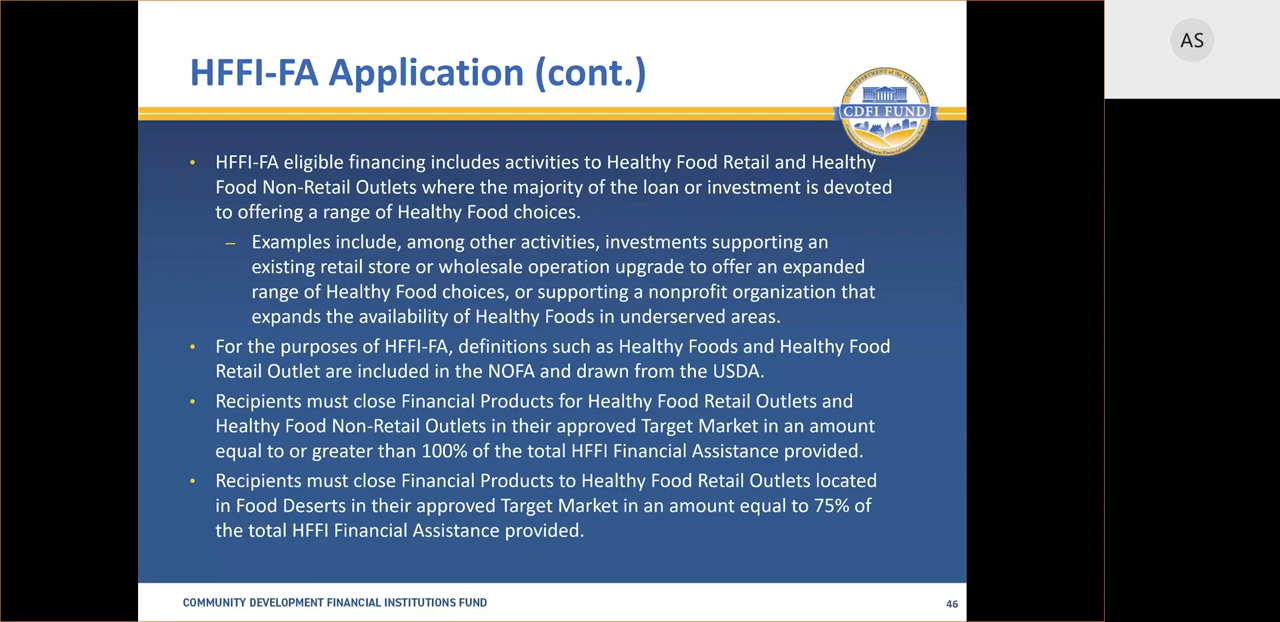 HFFI-FA Application (cont.)
AS
U.S. DEPARTMENT of the TREASURY
CDFI FUND
• HFFI-FA eligible financing includes activities to Healthy Food Retail and Healthy
Food Non-Retail Outlets where the majority of the loan or investment is devoted
to offering a range of Healthy Food choices.
– Examples include, among other activities, investments supporting an
existing retail store or wholesale operation upgrade to offer an expanded
range of Healthy Food choices, or supporting a nonprofit organization that
expands the availability of Healthy Foods in underserved areas.
• For the purposes of HFFI-FA, definitions such as Healthy Foods and Healthy Food
Retail Outlet are included in the NOFA and drawn from the USDA.
• Recipients must close Financial Products for Healthy Food Retail Outlets and
Healthy Food Non-Retail Outlets in their approved Target Market in an amount
equal to or greater than 100% of the total HFFI Financial Assistance provided.
• Recipients must close Financial Products to Healthy Food Retail Outlets located
in Food Deserts in their approved Target Market in an amount equal to 75% of
the total HFFI Financial Assistance provided.
COMMUNITY DEVELOPMENT FINANCIAL INSTITUTIONS FUND
46